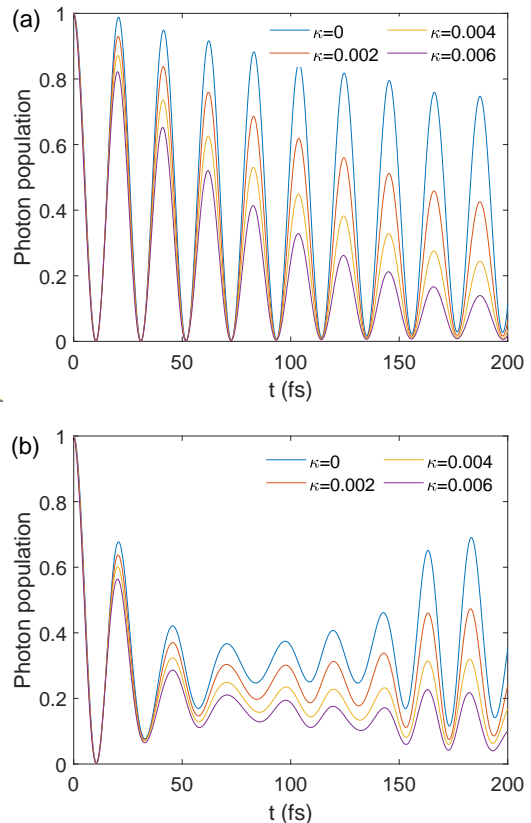 (a)
κ=0 κ=0.004
κ=0.002 κ=0.006
Photon population
1
0.8
0.6
0.4
0.2
0
0 50 100 150 200
t (fs)
(b)
κ=0 κ=0.004
κ=0.002 κ=0.006
Photon population
1
0.8
0.6
0.4
0.2
0
0 50 100 150 200
t (fs)